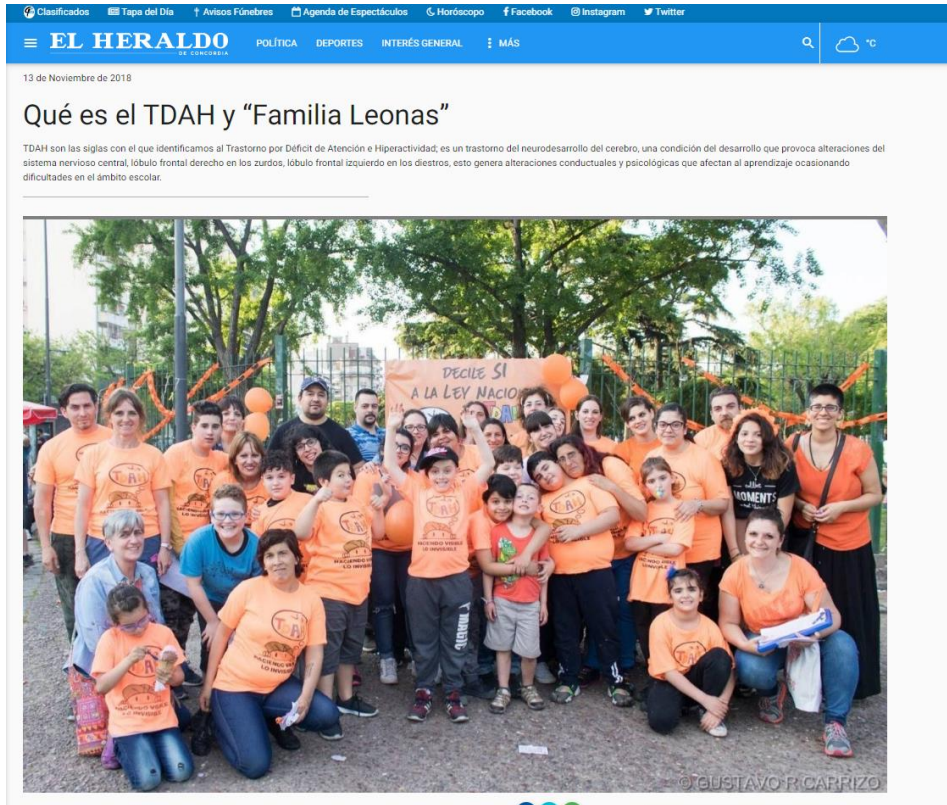 Clasificados Tapa del Día Avisos Fúnebres Agenda de Espectáculos Horóscopo Facebook Instagram Twitter
EL HERALDO POLÍTICA DEPORTES INTERÉS GENERAL MÁS °C
DE CONCORDIA
13 de Noviembre de 2018
Qué es el TDAH y “Familia Leonas”
TDAH son las siglas con el que identificamos al Trastorno por Déficit de Atención e Hiperactividad; es un trastorno del neurodesarrollo del cerebro, una condición del desarrollo que provoca alteraciones del
sistema nervioso central, lóbulo frontal derecho en los zurdos, lóbulo frontal izquierdo en los diestros, esto genera alteraciones conductuales y psicológicas que afectan al aprendizaje ocasionando
dificultades en el ámbito escolar.
DECILE SI
A LA LEY NACIO
TDAH
TDAH
HACIENDO VISIBLE
LO INVISIBLE
MOMENTS
TDAH
HACIENDO VISIBLE
LO INVISIBLE
© GUSTAVO R CARRIZO